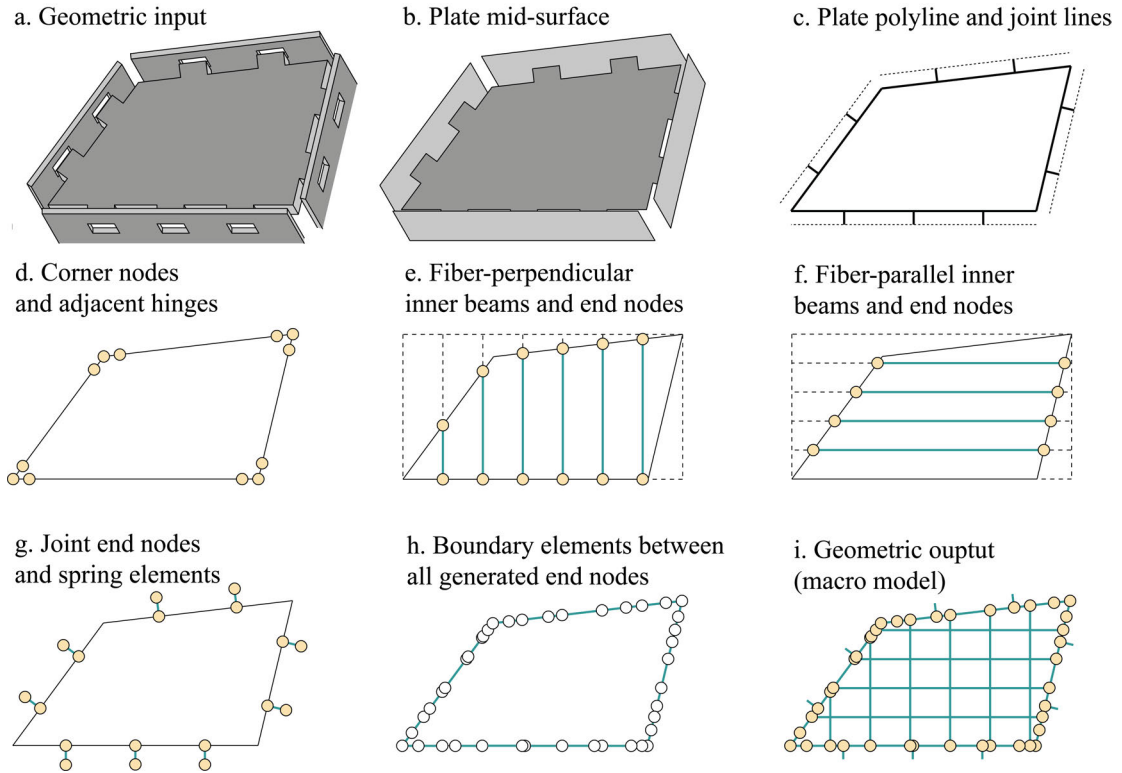 a. Geometric input
b. Plate mid-surface
c. Plate polyline and joint lines
d. Corner nodes
and adjacent hinges
e. Fiber-perpendicular
inner beams and end nodes
f. Fiber-parallel inner
beams and end nodes
g. Joint end nodes
and spring elements
h. Boundary elements between
all generated end nodes
i. Geometric ouptut
(macro model)